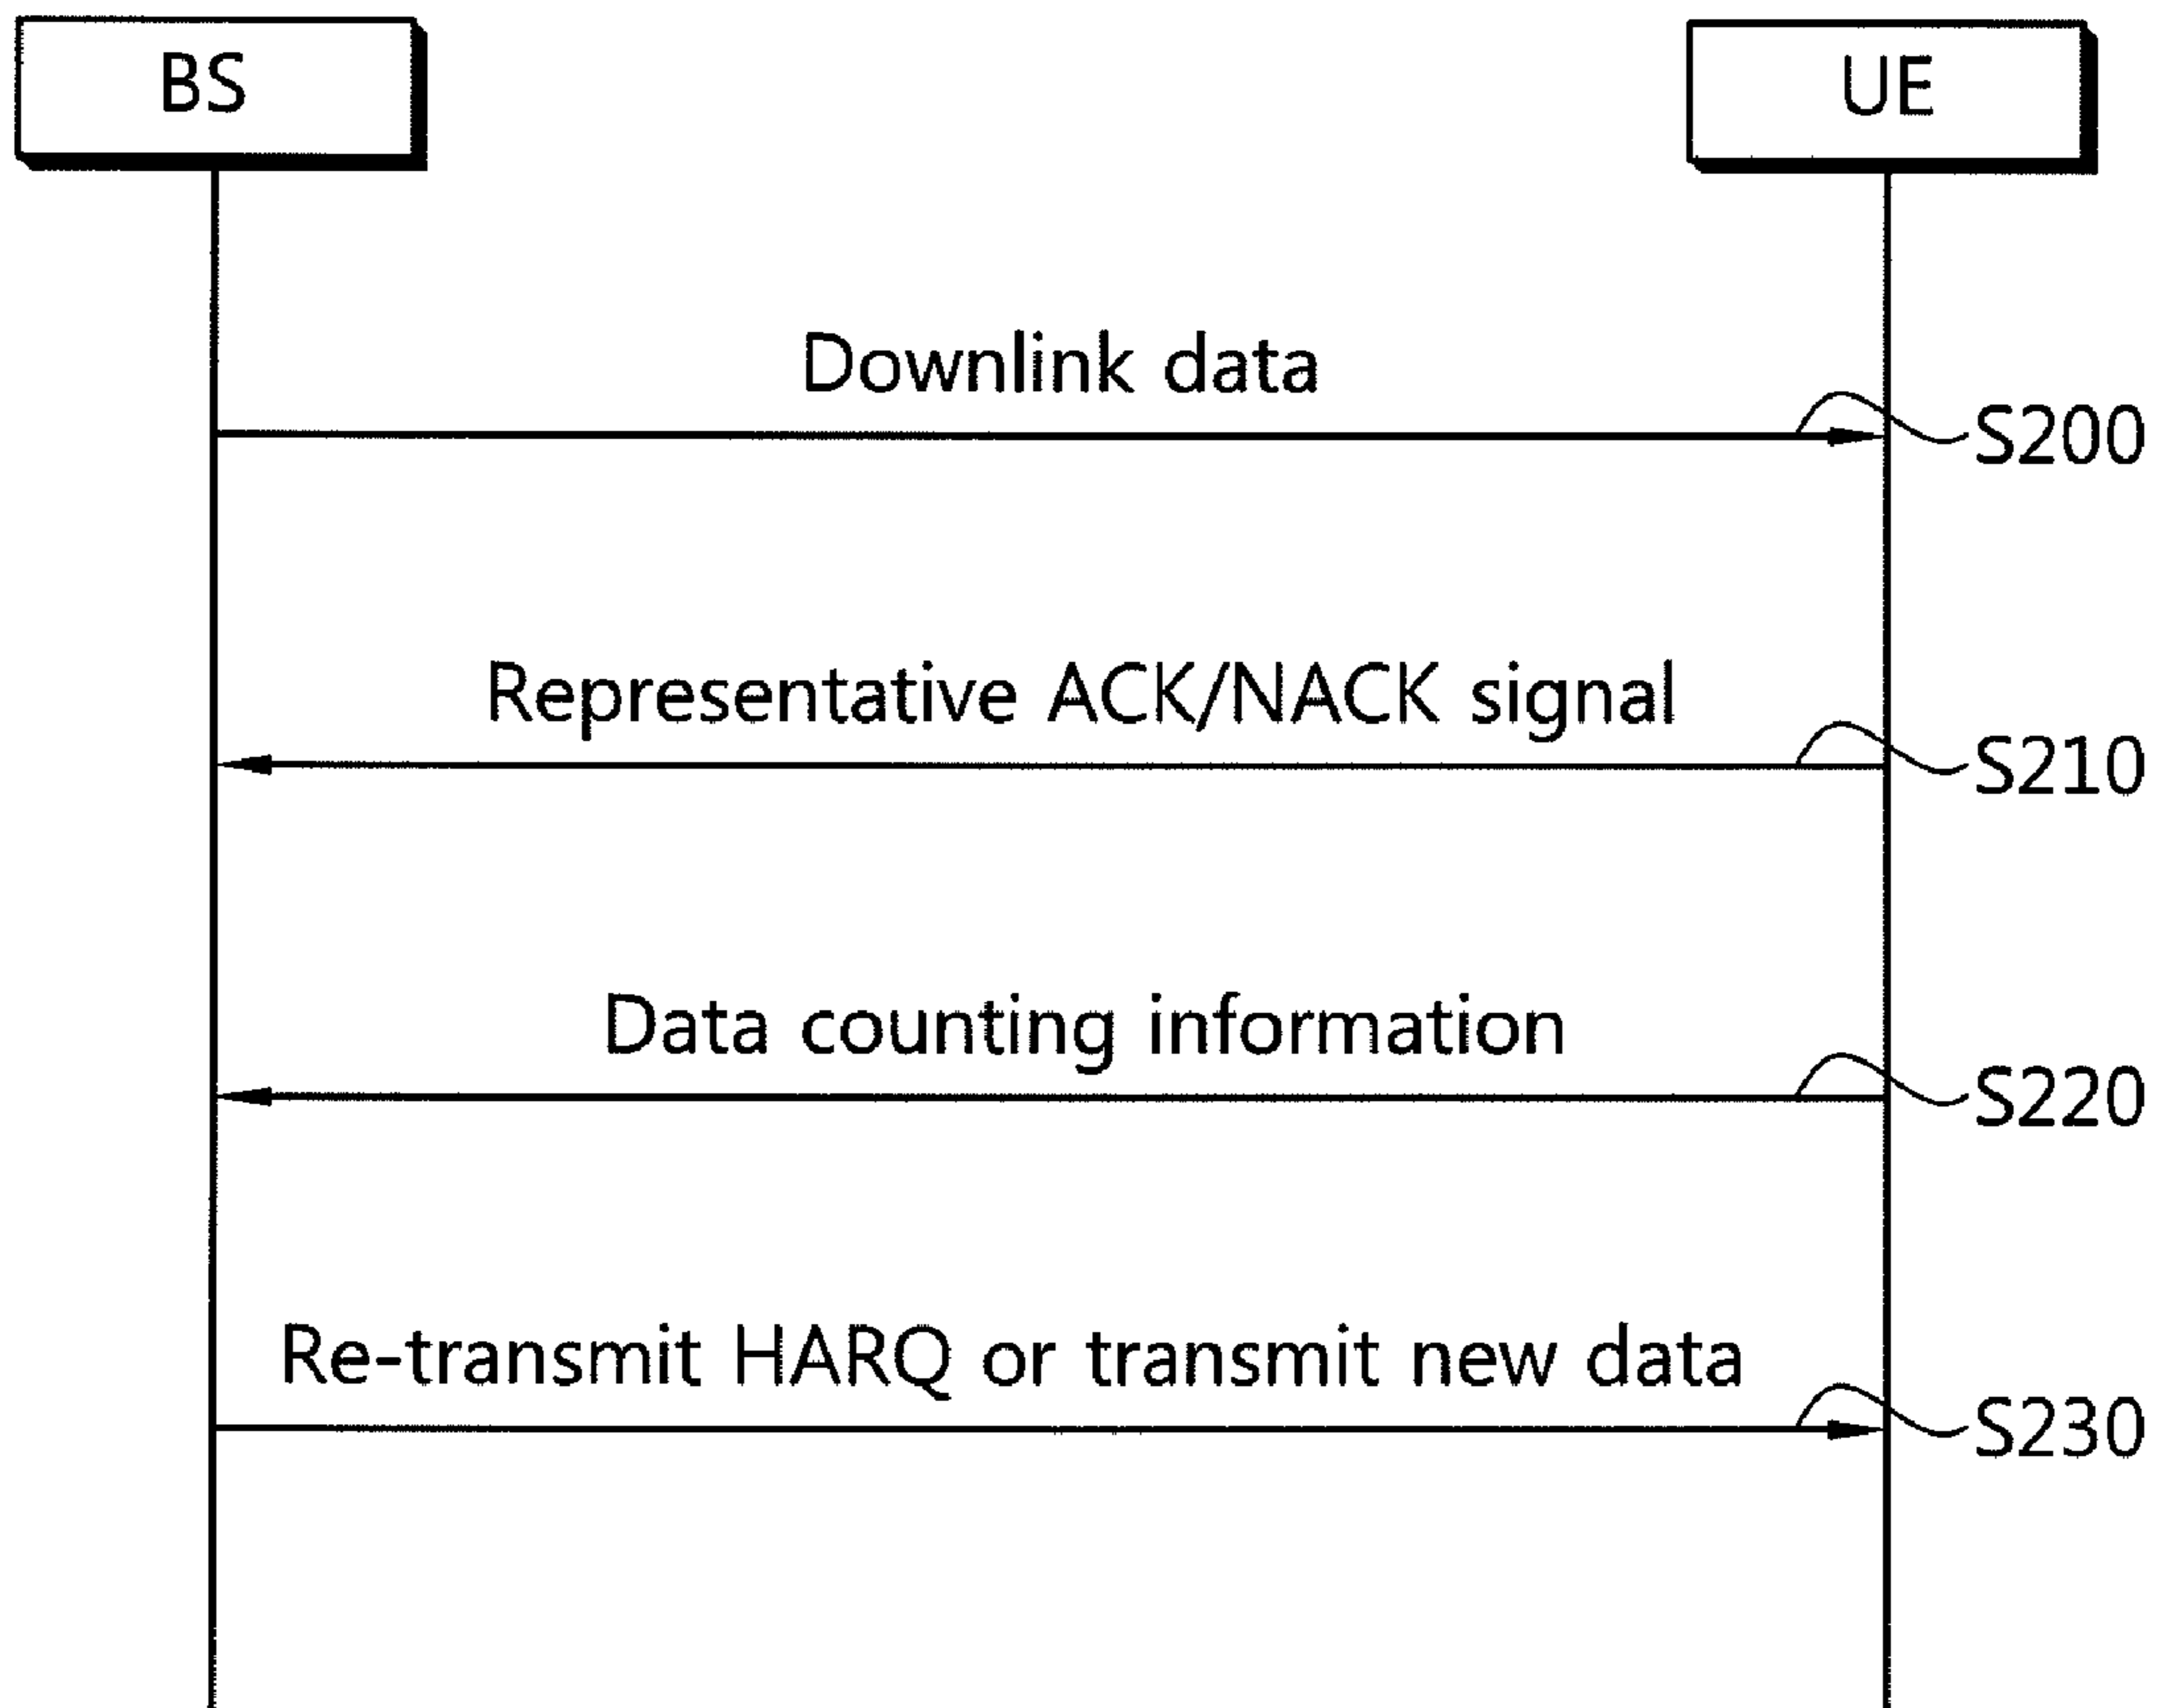 BS
UE
Downlink data
S200
Representative ACK/NACK signal
S210
Data counting information
S220
Re-transmit HARQ or transmit new data
S230